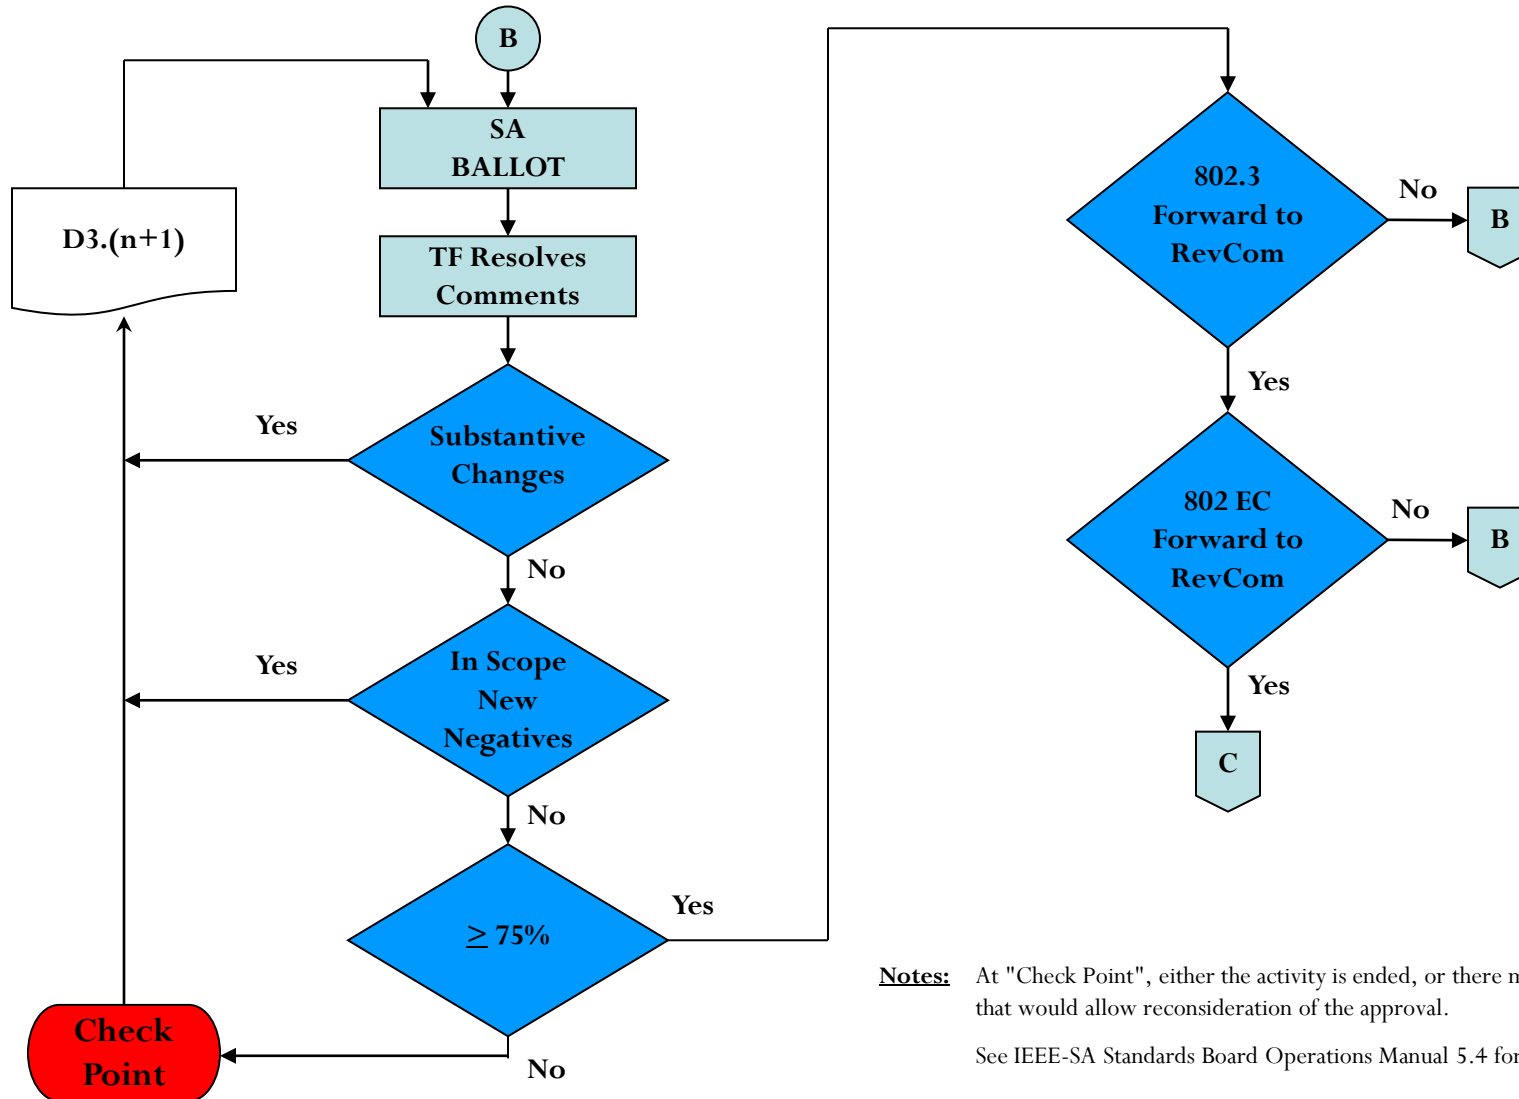 B
SA
BALLOT
D3.(n+1)
TF Resolves
Comments
Yes
Substantive
Changes
No
Yes
In Scope
New
Negatives
No
≥ 75%
Yes
No
Check
Point
802.3
Forward to
RevCom
No
B
Yes
802 EC
Forward to
RevCom
No
B
Yes
C
Notes: At "Check Point", either the activity is ended, or there
that would allow reconsideration of the approval.
See IEEE-SA Standards Board Operations Manual 5.4 for